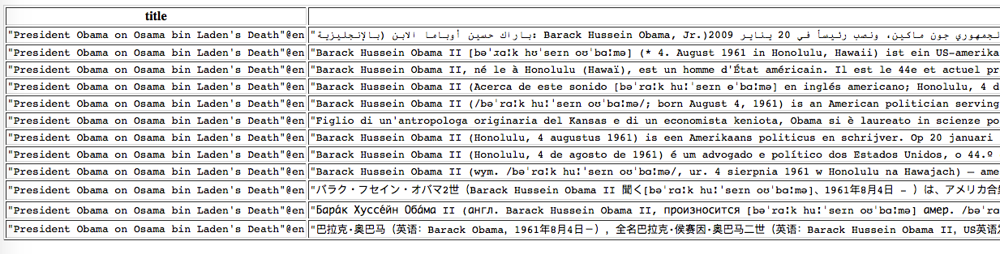 title
"President Obama on Osama bin Laden's Death"@en "باراك حسين أوباما الابن (بالإنجليزية: Barack Hussein Obama, Jr.)‏ 2009 الجمهوري جون ماكين، ونصب رئيسأ في 20 يناير
"President Obama on Osama bin Laden's Death"@en "Barack Hussein Obama II [bəˈɹɑːk hʊˈseɪn oʊˈbɑːmə] (* 4. August 1961 in Honolulu, Hawaii) ist ein US-amerika
"President Obama on Osama bin Laden's Death"@en "Barack Hussein Obama II, né le à Honolulu (Hawaï), est un homme d'État américain. Il est le 44e et actuel pr
"President Obama on Osama bin Laden's Death"@en "Barack Hussein Obama II (Acerca de este sonido [bəˈrɑːk huːˈseɪn ɵˈbɑːmə] en inglés americano; Honolulu, 4 d
"President Obama on Osama bin Laden's Death"@en "Barack Hussein Obama II (/bəˈrɑːk huːˈseɪn oʊˈbɑːmə/; born August 4, 1961) is an American politician serving
"President Obama on Osama bin Laden's Death"@en "Figlio di un'antropologa originaria del Kansas e di un economista keniota, Obama si è laureato in scienze po
"President Obama on Osama bin Laden's Death"@en "Barack Hussein Obama II (Honolulu, 4 augustus 1961) is een Amerikaans politicus en schrijver. Op 20 januari
"President Obama on Osama bin Laden's Death"@en "Barack Hussein Obama II (Honolulu, 4 de agosto de 1961) é um advogado e político dos Estados Unidos, o 44.º
"President Obama on Osama bin Laden's Death"@en "Barack Hussein Obama II (wym. /bəˈrɑːk huːˈseɪn oʊˈbɑːmə/, ur. 4 sierpnia 1961 w Honolulu na Hawajach) – ame
"President Obama on Osama bin Laden's Death"@en "バラク・フセイン・オバマ2世（Barack Hussein Obama II 聞く[bəˈrɑːk huːˈseɪn oʊˈbɑːmə]、1961年8月4日 - ）は、アメリカ合衆
"President Obama on Osama bin Laden's Death"@en "Бара́к Хуссе́йн Оба́ма II (англ. Barack Hussein Obama II, произносится [bəˈrɑːk huːˈseɪn oʊˈbɑːmə] амер. /bəˈrɑ
"President Obama on Osama bin Laden's Death"@en "巴拉克·奥巴马（英语：Barack Obama，1961年8月4日－），全名巴拉克·侯赛因·奥巴马二世（英语：Barack Hussein Obama II，US英语发